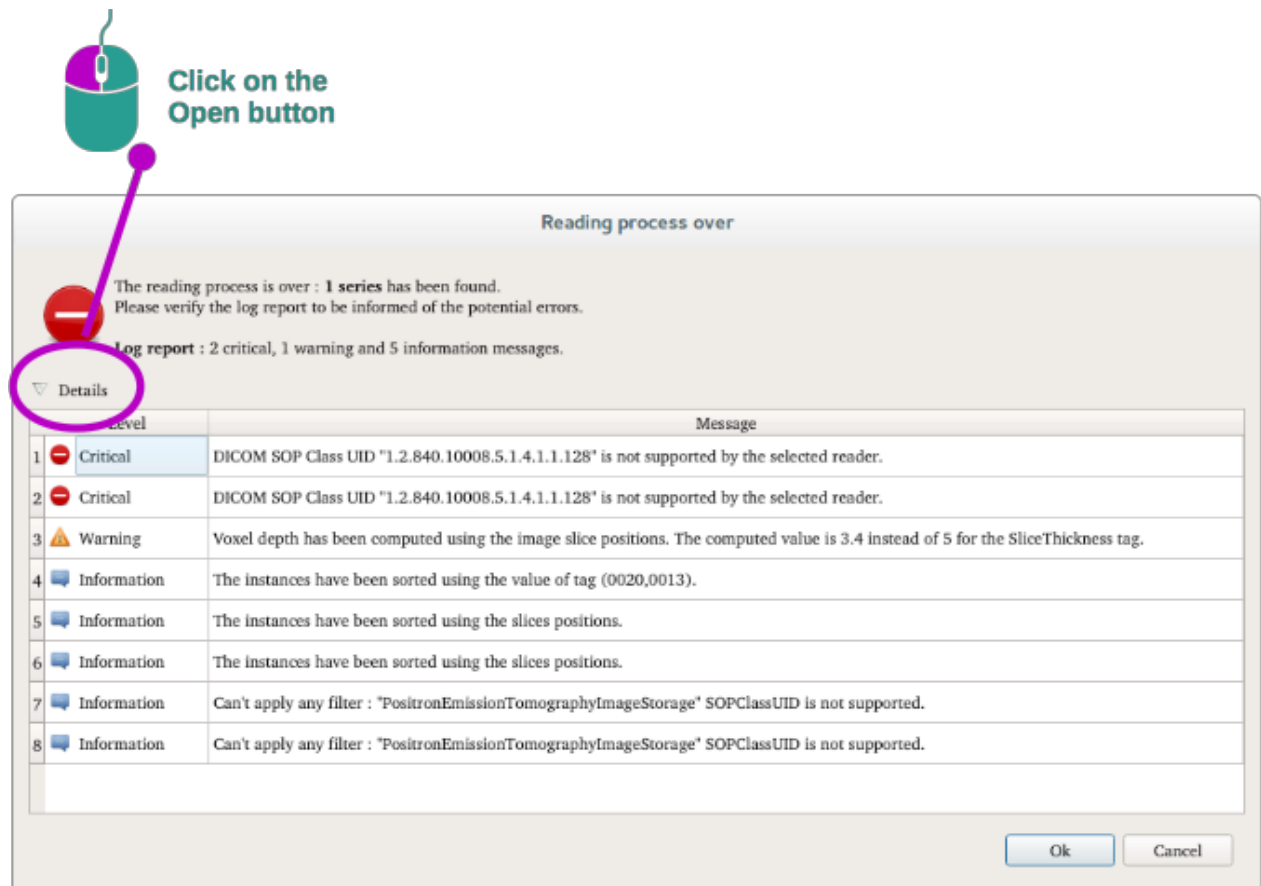 Click on the
Open button
Reading process over
The reading process is over : 1 series has been found.
Please verify the log report to be informed of the potential errors.
Log report : 2 critical, 1 warning and 5 information messages.
Details
Level Message
1 Critical DICOM SOP Class UID "1.2.840.10008.5.1.4.1.1.128" is not supported by the selected reader.
2 Critical DICOM SOP Class UID "1.2.840.10008.5.1.4.1.1.128" is not supported by the selected reader.
3 Warning Voxel depth has been computed using the image slice positions. The computed value is 3.4 instead of 5 for the SliceThickness tag.
4 Information The instances have been sorted using the value of tag (0020,0013).
5 Information The instances have been sorted using the slices positions.
6 Information The instances have been sorted using the slices positions.
7 Information Can't apply any filter : "PositronEmissionTomographyImageStorage" SOPClassUID is not supported.
8 Information Can't apply any filter : "PositronEmissionTomographyImageStorage" SOPClassUID is not supported.
Ok Cancel